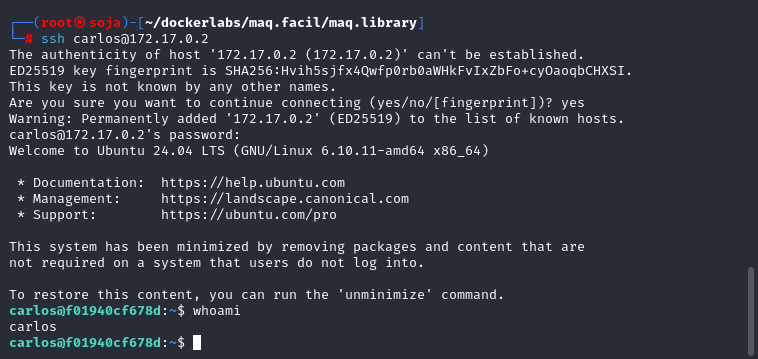 ┌──(root㉿soja)-[~/dockerlabs/maq.facil/maq.library]
└─# ssh carlos@172.17.0.2
The authenticity of host '172.17.0.2 (172.17.0.2)' can't be established.
ED25519 key fingerprint is SHA256:Hvih5sjfx4Qwfp0rb0aWHkFvIxZbFo+cyOaoqbCHXSI.
This key is not known by any other names.
Are you sure you want to continue connecting (yes/no/[fingerprint])? yes
Warning: Permanently added '172.17.0.2' (ED25519) to the list of known hosts.
carlos@172.17.0.2's password:
Welcome to Ubuntu 24.04 LTS (GNU/Linux 6.10.11-amd64 x86_64)
* Documentation:  https://help.ubuntu.com
* Management:     https://landscape.canonical.com
* Support:        https://ubuntu.com/pro
This system has been minimized by removing packages and content that are
not required on a system that users do not log into.
To restore this content, you can run the 'unminimize' command.
carlos@f01940cf678d:~$ whoami
carlos
carlos@f01940cf678d:~$